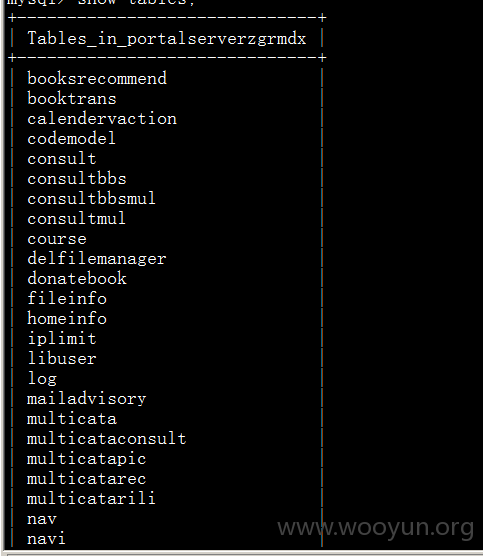 mysql> show tables;
+------------------------------+
| Tables_in_portalserverzgrmdx |
+------------------------------+
| booksrecommend |
| booktrans |
| calendervaction |
| codemodel |
| consult |
| consultbbs |
| consultbbsmul |
| consultmul |
| course |
| delfilemanager |
| donatebook |
| fileinfo |
| homeinfo |
| iplimit |
| libuser |
| log |
| mailadvisory |
| multicata |
| multicataconsult |
| multicatapic |
| multicatarec |
| multicatarili |
| nav |
| navi |
www.wooyun.org